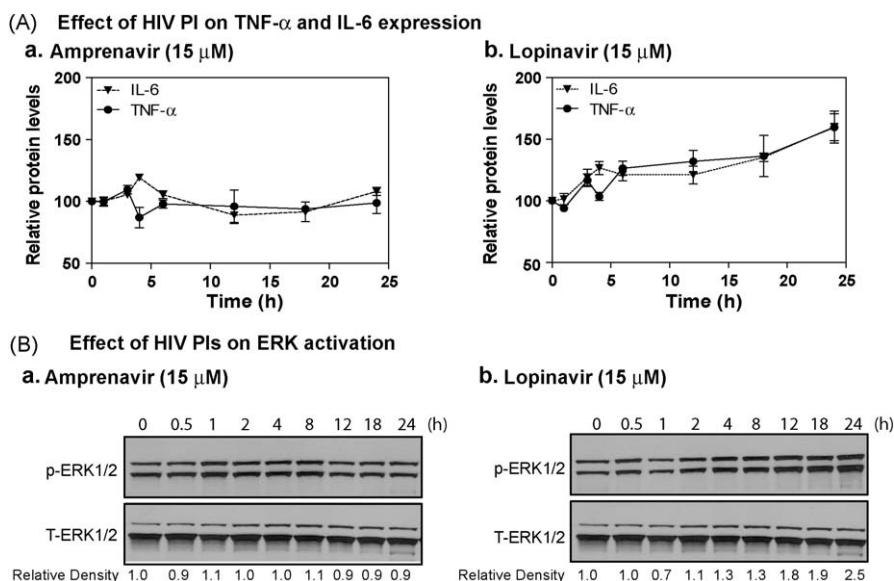 (A) Effect of HIV PI on TNF-α and IL-6 expression
a. Amprenavir (15 μM)
200
150
100
50
Relative protein levels
IL-6
TNF-α
0 5 10 15 20 25
Time (h)
b. Lopinavir (15 μM)
200
150
100
50
Relative protein levels
IL-6
TNF-α
0 5 10 15 20 25
Time (h)
(B) Effect of HIV PIs on ERK activation
a. Amprenavir (15 μM)
0 0.5 1 2 4 8 12 18 24 (h)
p-ERK1/2
T-ERK1/2
Relative Density 1.0 0.9 1.1 1.0 1.0 1.1 0.9 0.9 0.9
b. Lopinavir (15 μM)
0 0.5 1 2 4 8 12 18 24 (h)
p-ERK1/2
T-ERK1/2
Relative Density 1.0 1.0 0.7 1.1 1.3 1.3 1.8 1.9 2.5